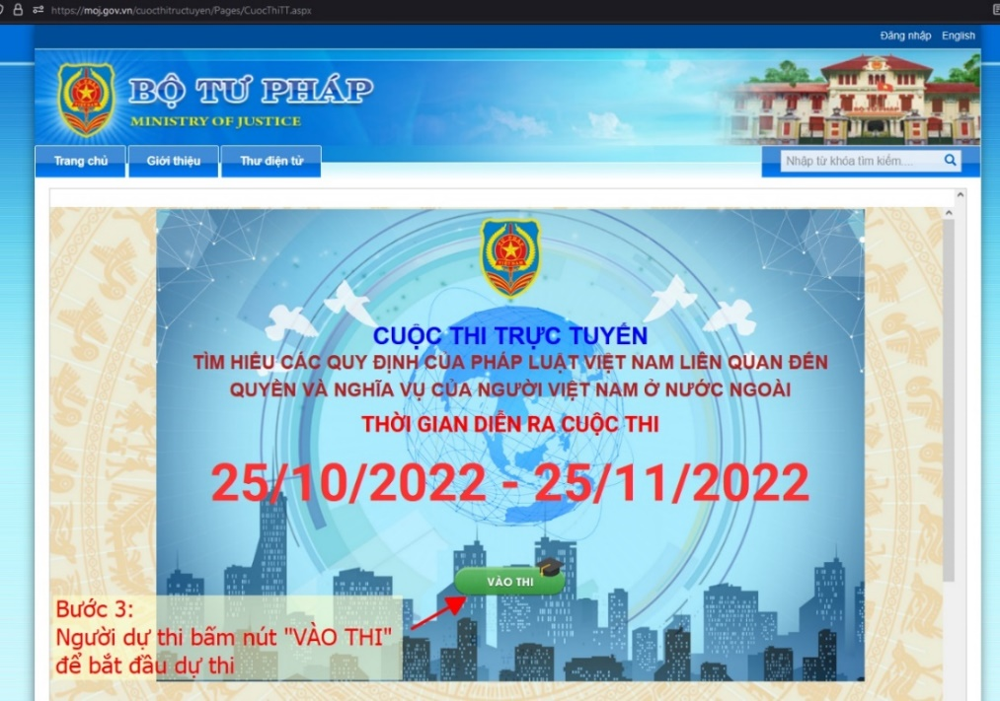 https://moj.gov.vn/cuocthitructuyen/Pages/CuocThiTT.aspx
Đăng nhập English
BỘ TƯ PHÁP
MINISTRY OF JUSTICE
Trang chủ Giới thiệu Thư điện tử
Nhập từ khóa tìm kiếm....
CUỘC THI TRỰC TUYẾN
TÌM HIỂU CÁC QUY ĐỊNH CỦA PHÁP LUẬT VIỆT NAM LIÊN QUAN ĐẾN
QUYỀN VÀ NGHĨA VỤ CỦA NGƯỜI VIỆT NAM Ở NƯỚC NGOÀI
THỜI GIAN DIỄN RA CUỘC THI
25/10/2022 - 25/11/2022
VÀO THI
Bước 3:
Người dự thi bấm nút "VÀO THI"
để bắt đầu dự thi